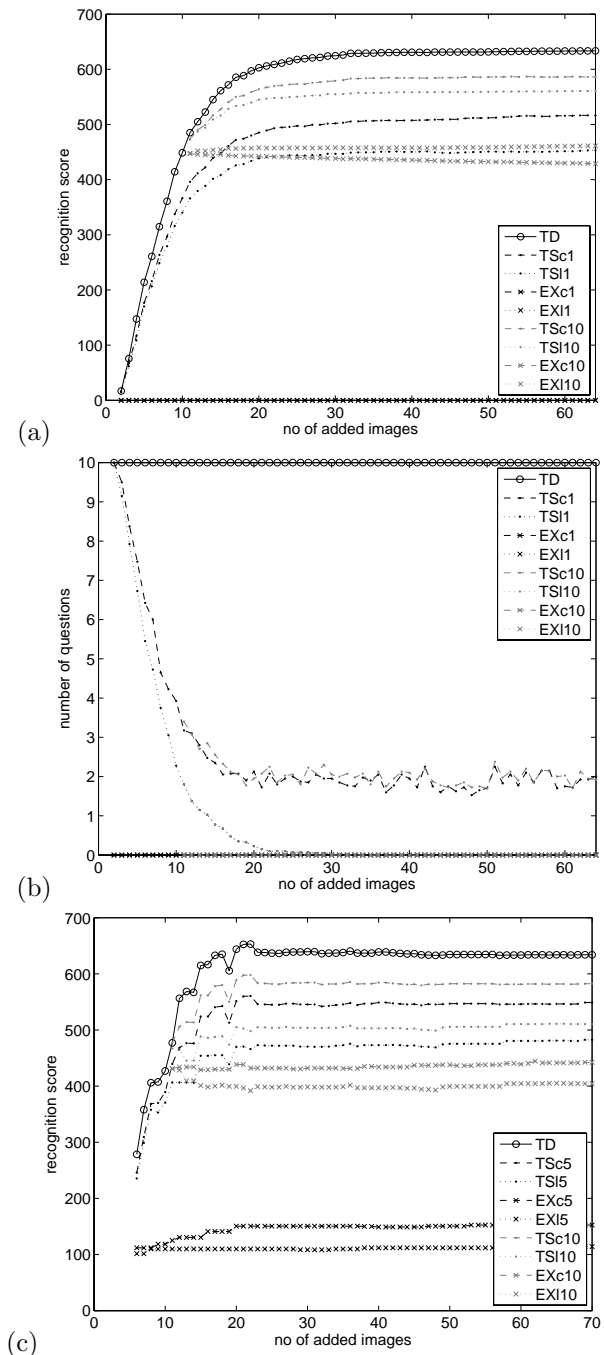 700
600
500
400
300
200
100
0
recognition score
0 10 20 30 40 50 60
no of added images
TD
TSc1
TSl1
EXc1
EXl1
TSc10
TSl10
EXc10
EXl10
(a)
10
9
8
7
6
5
4
3
2
1
0
number of questions
0 10 20 30 40 50 60
no of added images
TD
TSc1
TSl1
EXc1
EXl1
TSc10
TSl10
EXc10
EXl10
(b)
700
600
500
400
300
200
100
0
recognition score
0 10 20 30 40 50 60 70
no of added images
TD
TSc5
TSl5
EXc5
EXl5
TSc10
TSl10
EXc10
EXl10
(c)